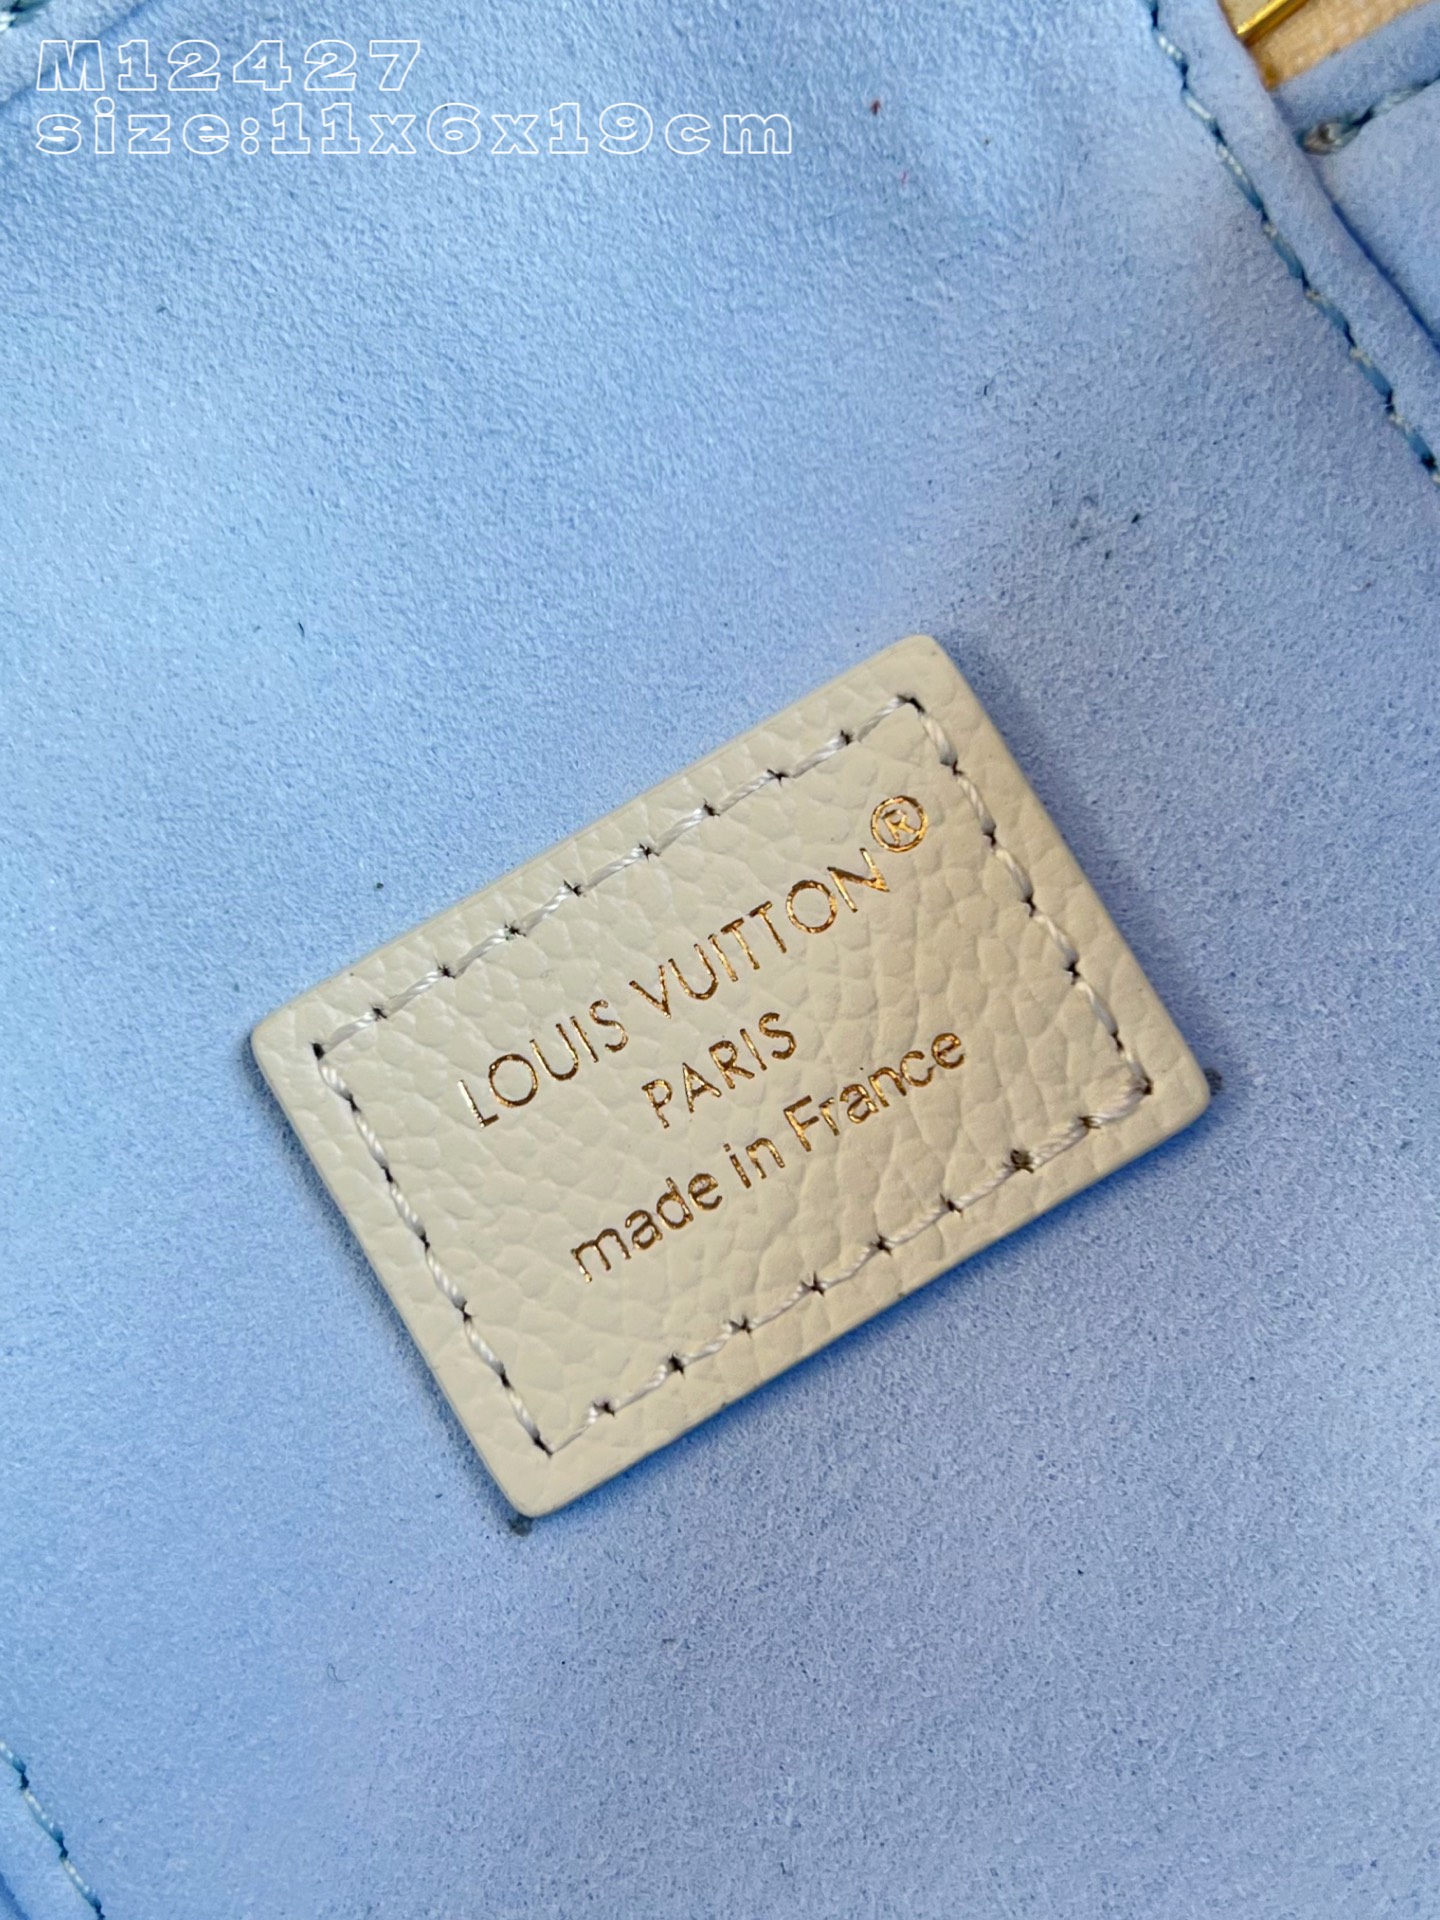 M12427
size:11x6x19cm
LOUIS VUITTON®
PARIS
made in France